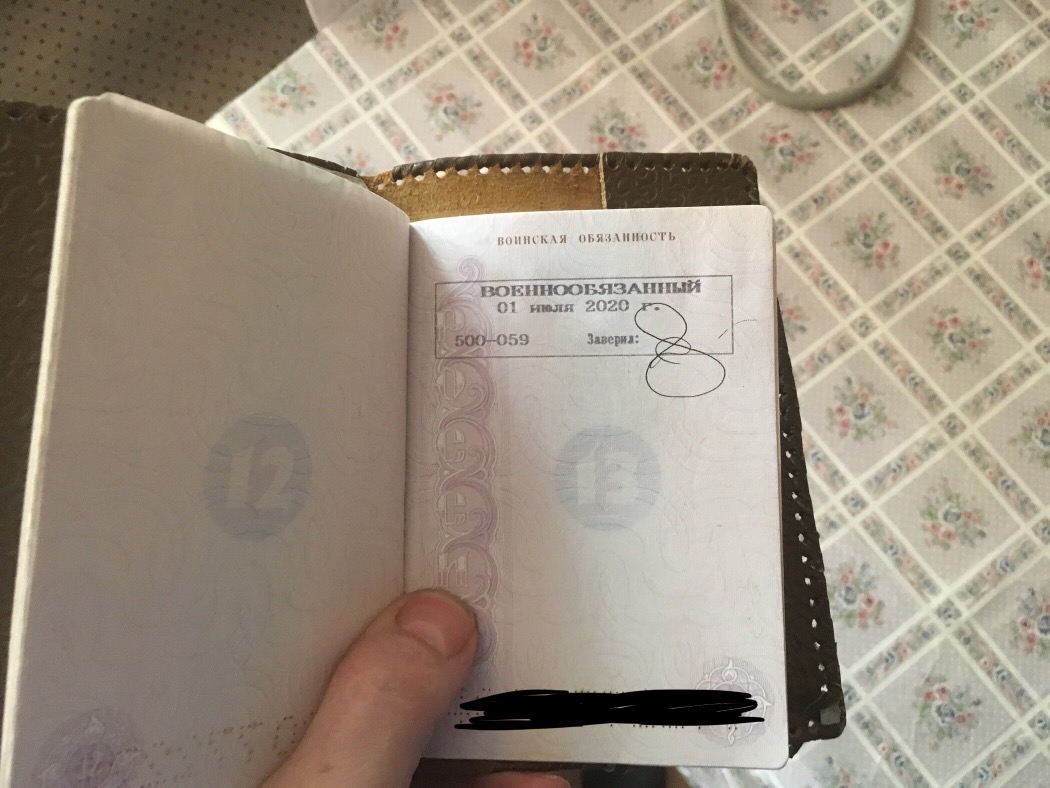 ВОИНСКАЯ ОБЯЗАННОСТЬ
ВОЕННООБЯЗАННЫЙ
01 июля 2020 г.
500-059 Заверил:
12 13